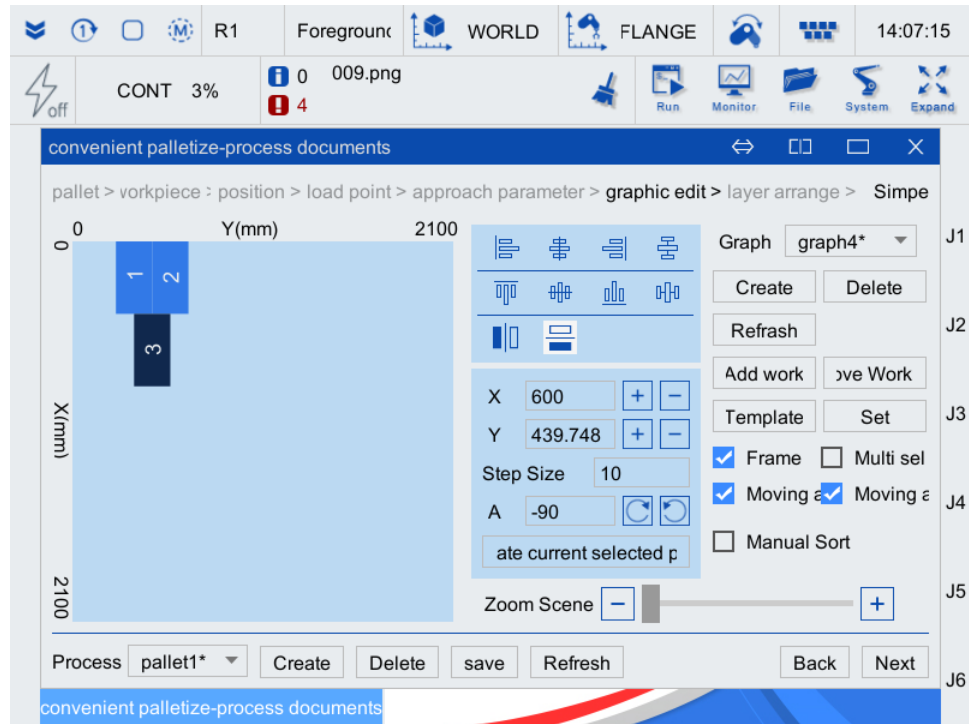 1 M R1 Foregrounc WORLD FLANGE 14:07:15
off CONT 3% i 0 009.png
! 4
Run Monitor File System Expand
convenient palletize-process documents
pallet > vorkpiece : position > load point > approach parameter > graphic edit > layer arrange > Simpe
0 Y(mm) 2100
0
1 2
3
X(mm)
2100
X 600 + −
Y 439.748 + −
Step Size 10
A -90
ate current selected p
Zoom Scene − +
Graph graph4*
Create Delete
Refrash
Add work ove Work
Template Set
Frame Multi sel
Moving a Moving a
Manual Sort
J1
J2
J3
J4
J5
J6
Process pallet1* Create Delete save Refresh Back Next
convenient palletize-process documents